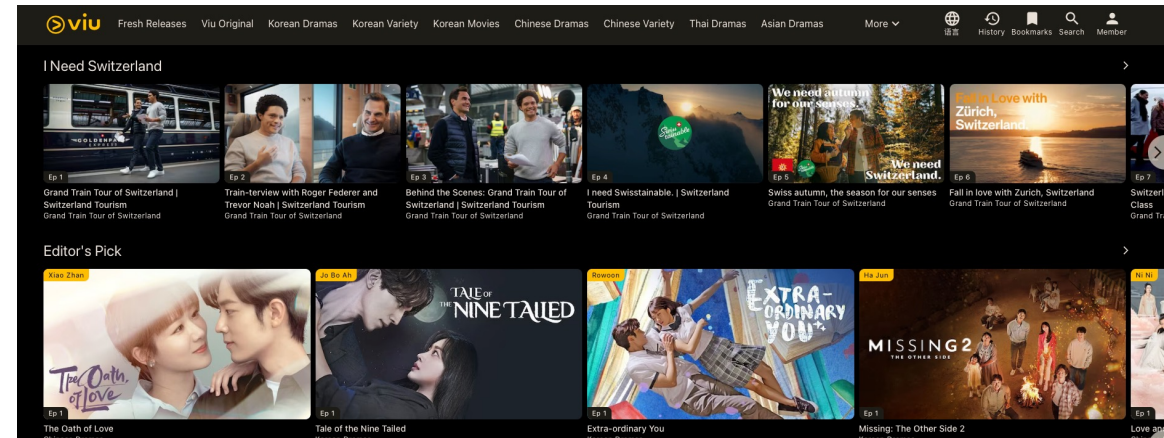 viu
Fresh Releases
Viu Original
Korean Dramas
Korean Variety
Korean Movies
Chinese Dramas
Chinese Variety
Thai Dramas
Asian Dramas
More
语言
History
Bookmarks
Search
Member
I Need Switzerland
GOLDENPASS
EXPRESS
Ep 1
Grand Train Tour of Switzerland |
Switzerland Tourism
Grand Train Tour of Switzerland
Ep 2
Train-terview with Roger Federer and
Trevor Noah | Switzerland Tourism
Grand Train Tour of Switzerland
Ep 3
Behind the Scenes: Grand Train Tour of
Switzerland | Switzerland Tourism
Grand Train Tour of Switzerland
Swisstainable
Ep 4
I need Swisstainable. | Switzerland
Tourism
Grand Train Tour of Switzerland
We need autumn
for our senses.
We need
Switzerland.
Ep 5
Swiss autumn, the season for our senses
Grand Train Tour of Switzerland
Fall in Love with
Zürich,
Switzerland.
Ep 6
Fall in love with Zurich, Switzerland
Grand Train Tour of Switzerland
Ep 7
Class
Editor's Pick
Xiao Zhan
The Oath
of Love
Ep 1
The Oath of Love
Jo Bo Ah
TALE OF
THE NINE TAILED
Ep 1
Tale of the Nine Tailed
Rowoon
EXTRA-
ORDINARY
YOU
Ep 1
Extra-ordinary You
Ha Jun
MISSING 2
THE OTHER SIDE
Ep 1
Missing: The Other Side 2
Ni Ni
Ep 1